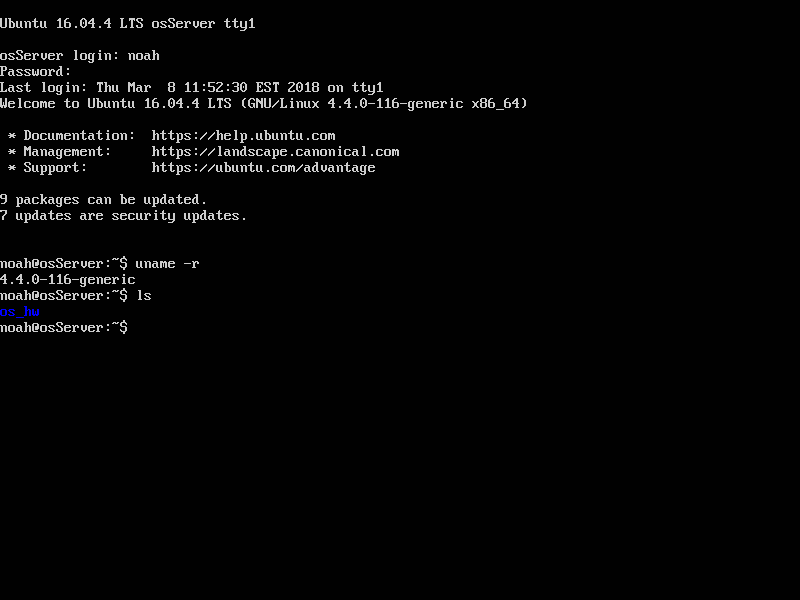 Ubuntu 16.04.4 LTS osServer tty1
osServer login: noah
Password:
Last login: Thu Mar  8 11:52:30 EST 2018 on tty1
Welcome to Ubuntu 16.04.4 LTS (GNU/Linux 4.4.0-116-generic x86_64)
* Documentation:  https://help.ubuntu.com
* Management:     https://landscape.canonical.com
* Support:        https://ubuntu.com/advantage
9 packages can be updated.
7 updates are security updates.
noah@osServer:~$ uname -r
4.4.0-116-generic
noah@osServer:~$ ls
os_hw
noah@osServer:~$